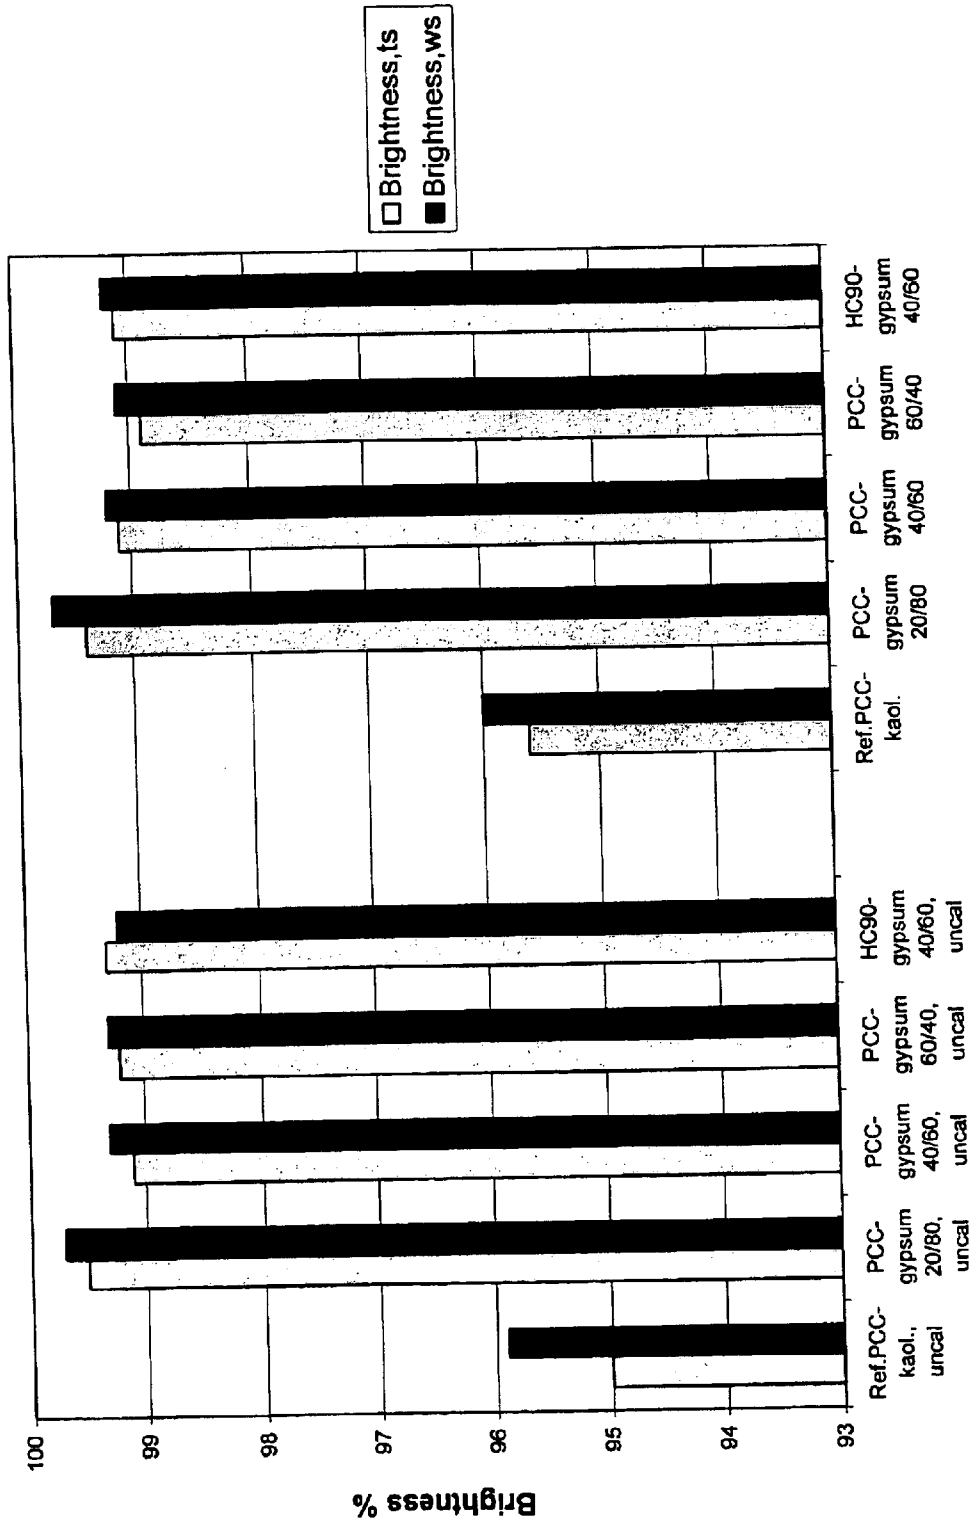 Brightness %
100
99
98
97
96
95
94
93
Ref.PCC-
kaol.,
uncal
PCC-
gypsum
20/80,
uncal
PCC-
gypsum
40/60,
uncal
PCC-
gypsum
60/40,
uncal
HC90-
gypsum
40/60,
uncal
Ref.PCC-
kaol.
PCC-
gypsum
20/80
PCC-
gypsum
40/60
PCC-
gypsum
60/40
HC90-
gypsum
40/60
Brightness,ts
Brightness,ws